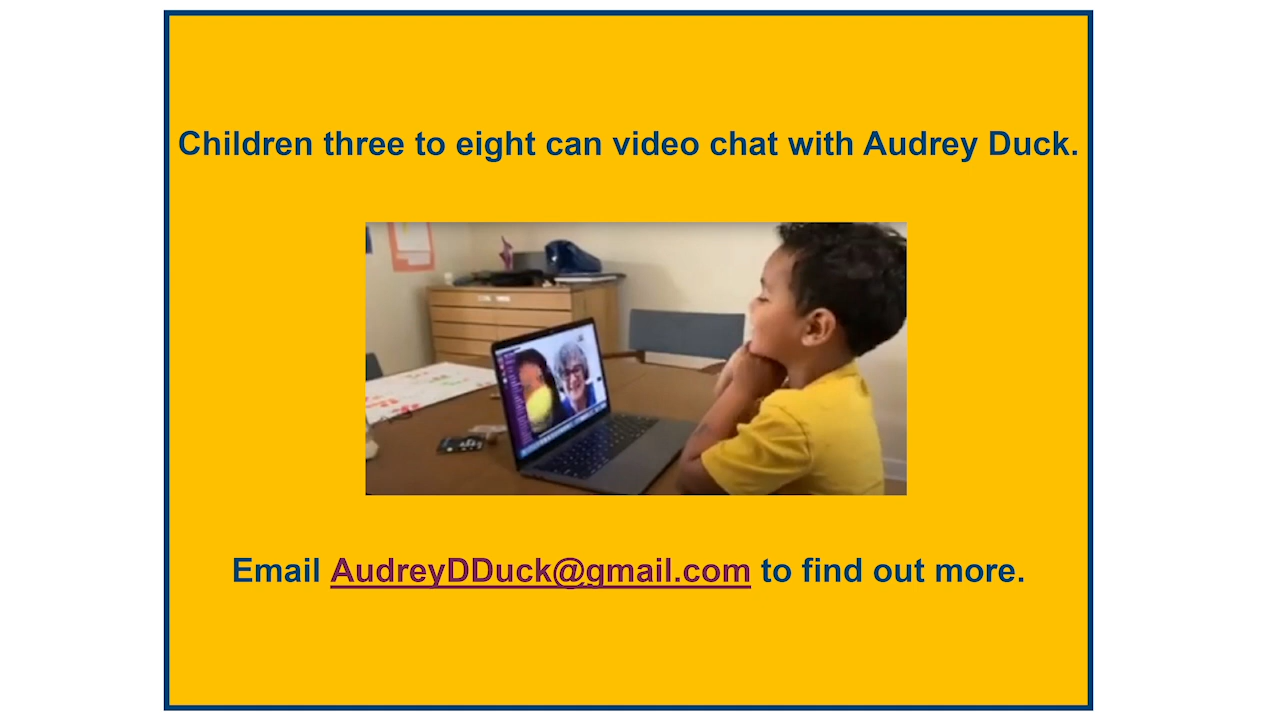 Children three to eight can video chat with Audrey Duck.
Email AudreyDDuck@gmail.com to find out more.